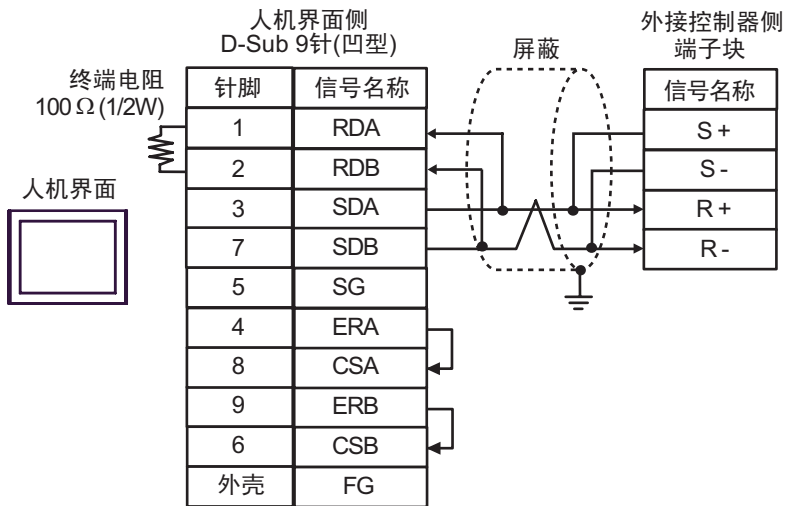 人机界面侧
D-Sub 9针(凹型)
屏蔽
外接控制器侧
端子块
终端电阻
100Ω(1/2W)
人机界面
针脚 信号名称
1 RDA
2 RDB
3 SDA
7 SDB
5 SG
4 ERA
8 CSA
9 ERB
6 CSB
外壳 FG
信号名称
S+
S-
R+
R-